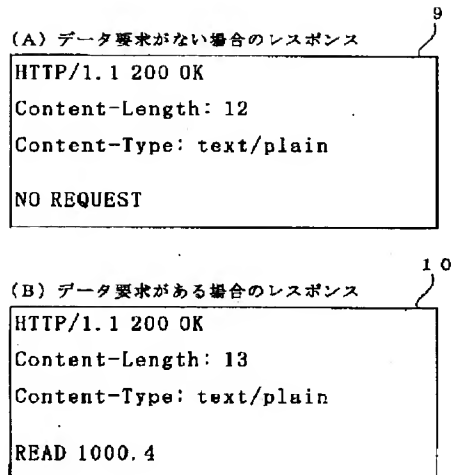 9
(A) データ要求がない場合のレスポンス
HTTP/1.1 200 OK
Content-Length: 12
Content-Type: text/plain
NO REQUEST
10
(B) データ要求がある場合のレスポンス
HTTP/1.1 200 OK
Content-Length: 13
Content-Type: text/plain
READ 1000.4